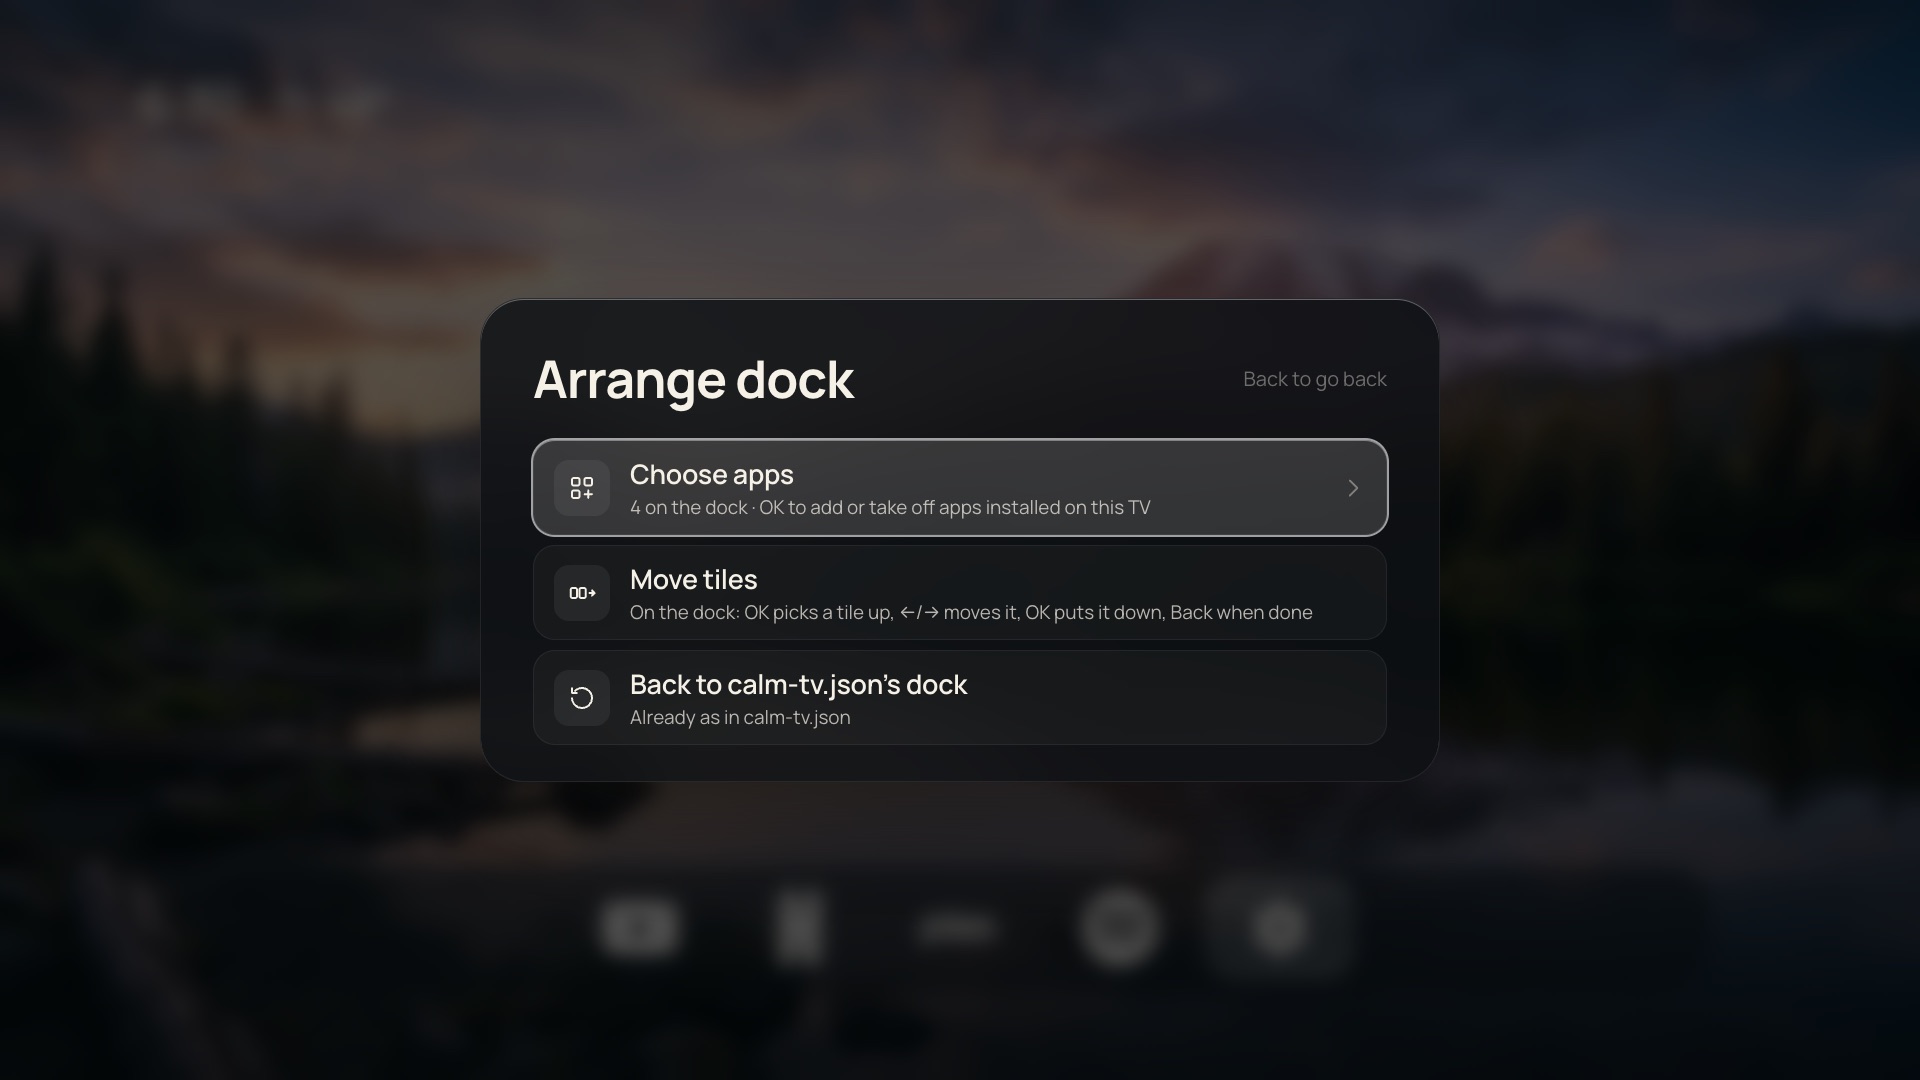 Arrange dock
Back to go back
Choose apps
4 on the dock · OK to add or take off apps installed on this TV
Move tiles
On the dock: OK picks a tile up, ←/→ moves it, OK puts it down, Back when done
Back to calm-tv.json’s dock
Already as in calm-tv.json